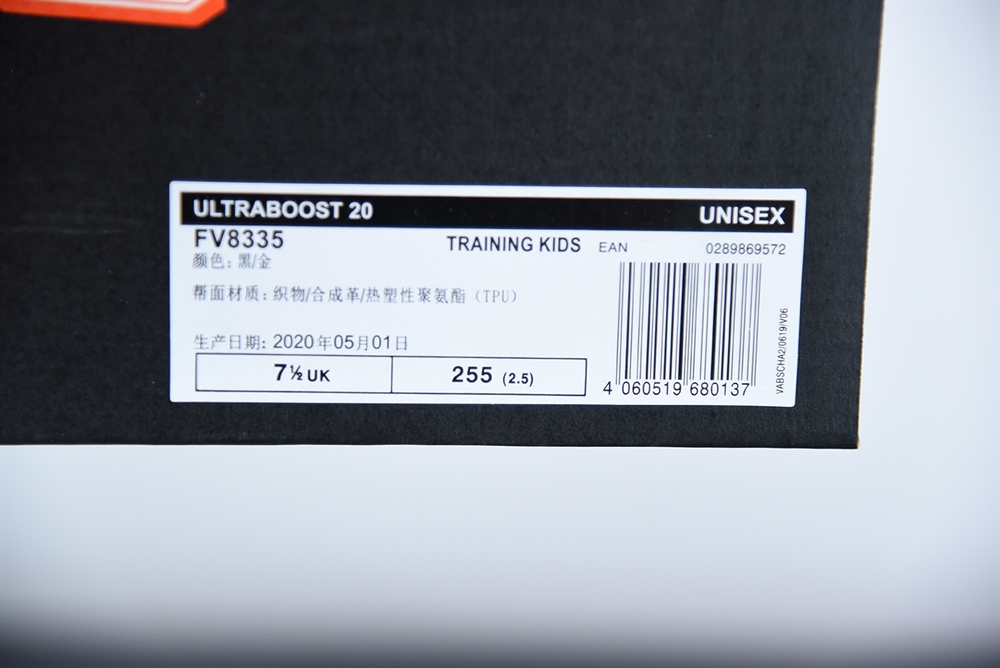 ULTRABOOST 20 UNISEX
FV8335 TRAINING KIDS EAN 0289869572
颜色：黑/金
帮面材质：织物/合成革/热塑性聚氨酯（TPU）
生产日期：2020年05月01日
7½ UK 255 (2.5)
4 060519 680137
VABSCHA2/0619/V06